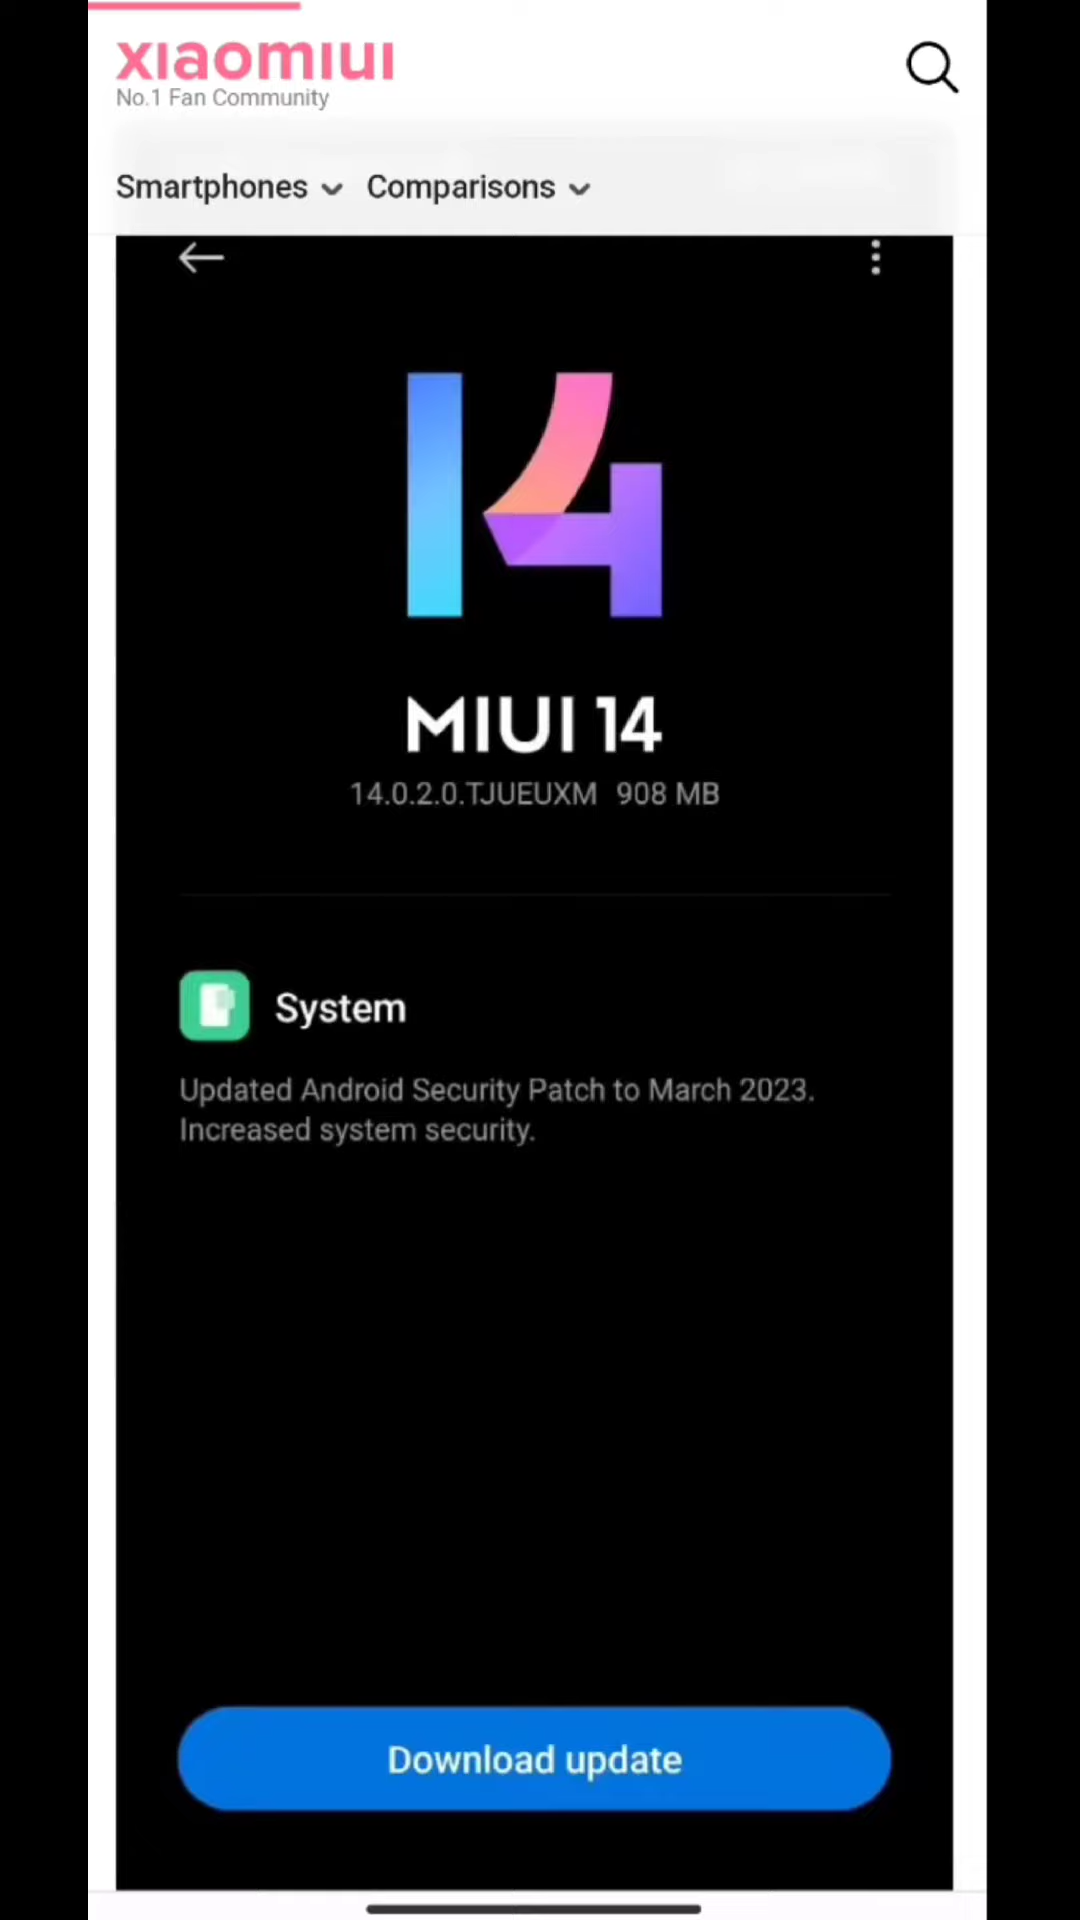 xiaomiui
No.1 Fan Community
Smartphones Comparisons
14
MIUI 14
14.0.2.0.TJUEUXM 908 MB
System
Updated Android Security Patch to March 2023.
Increased system security.
Download update